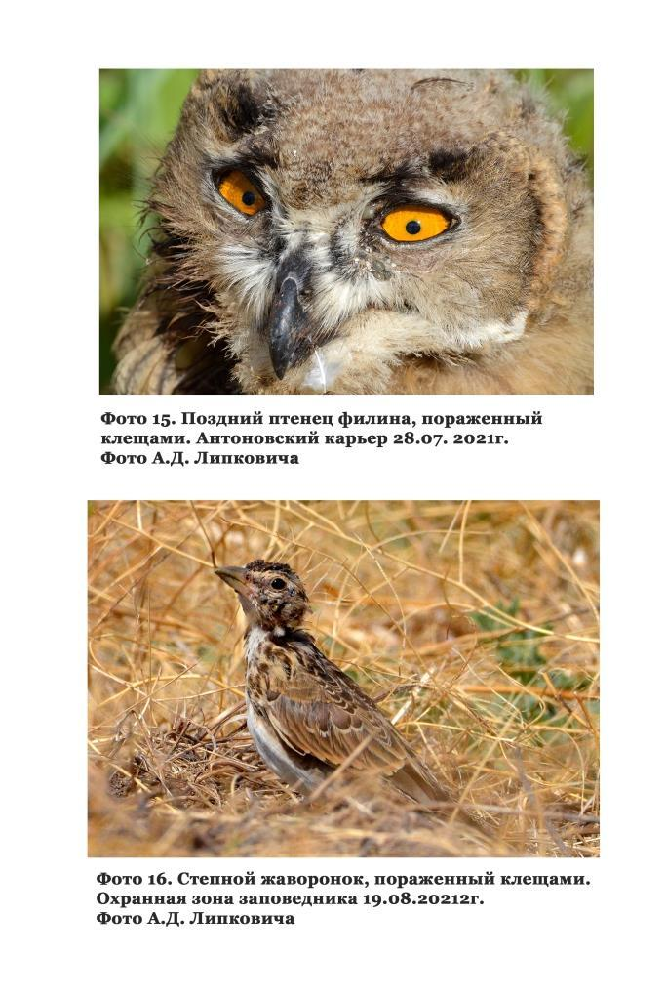 Фото 15. Поздний птенец филина, пораженный
клещами. Антоновский карьер 28.07. 2021г.
Фото А.Д. Липковича
Фото 16. Степной жаворонок, пораженный клещами.
Охранная зона заповедника 19.08.20212г.
Фото А.Д. Липковича